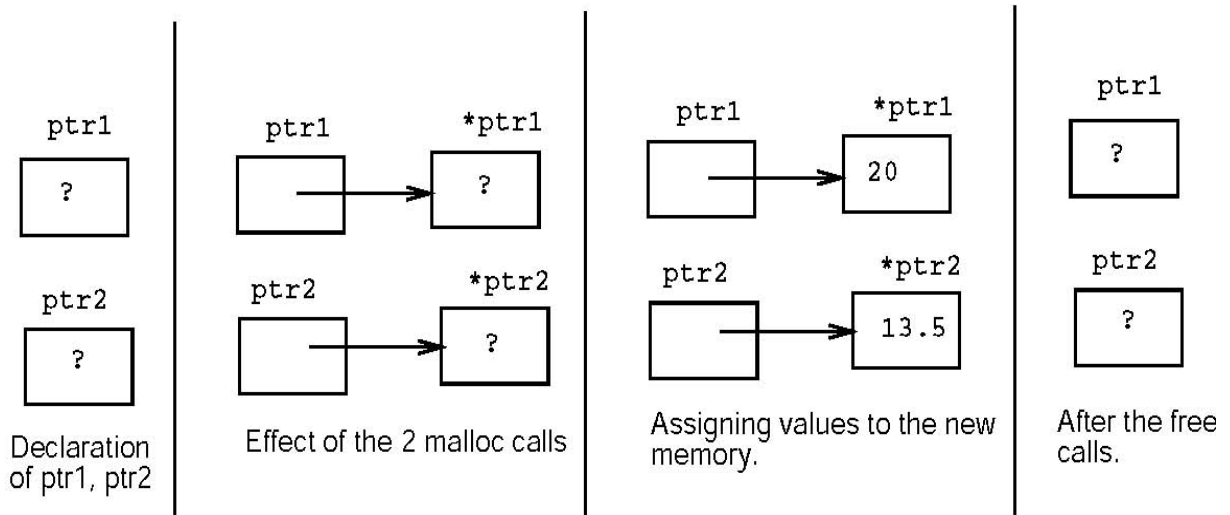 ptr1
?
ptr2
?
Declaration
of ptr1, ptr2
ptr1
*ptr1
?
ptr2
*ptr2
?
Effect of the 2 malloc calls
ptr1
*ptr1
20
ptr2
*ptr2
13.5
Assigning values to the new
memory.
ptr1
?
ptr2
?
After the free
calls.